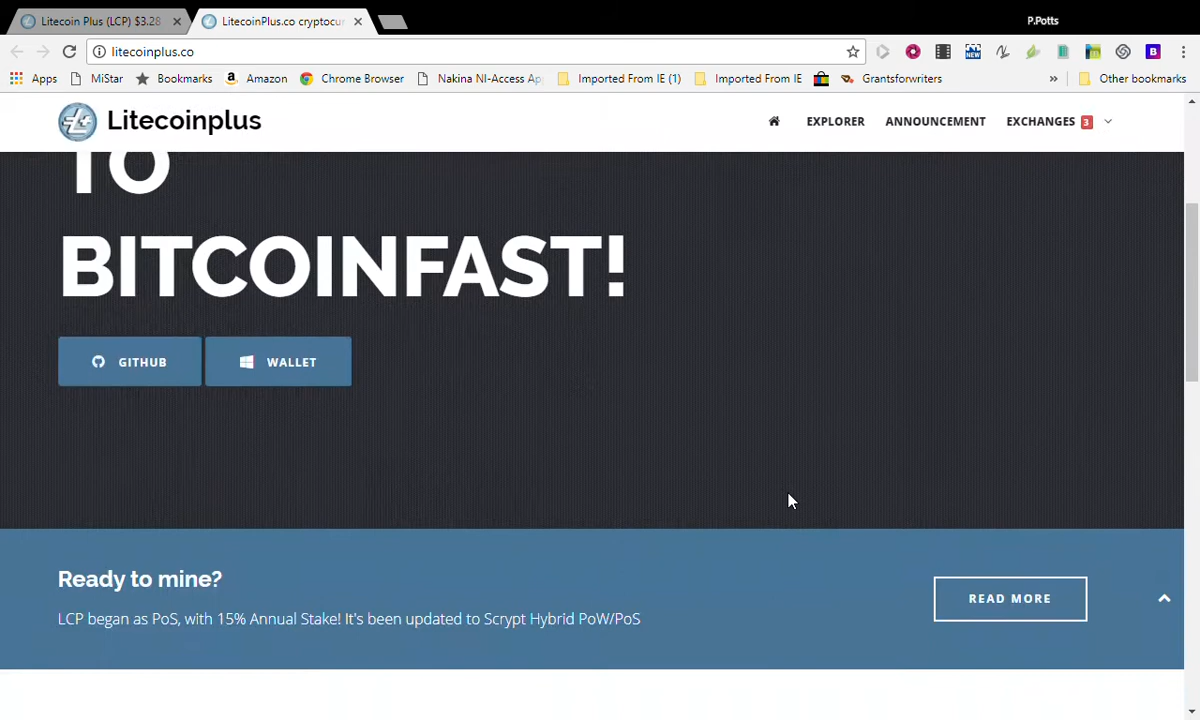 Litecoin Plus (LCP) $3.28
LitecoinPlus.co cryptocur
P.Potts
litecoinplus.co
NEW
B
Apps
MiStar
Bookmarks
Amazon
Chrome Browser
Nakina NI-Access Ap
Imported From IE (1)
Imported From IE
Grantsforwriters
»
Other bookmarks
Litecoinplus
EXPLORER
ANNOUNCEMENT
EXCHANGES 3
TO
BITCOINFAST!
GITHUB
WALLET
Ready to mine?
LCP began as PoS, with 15% Annual Stake! It's been updated to Scrypt Hybrid PoW/PoS
READ MORE